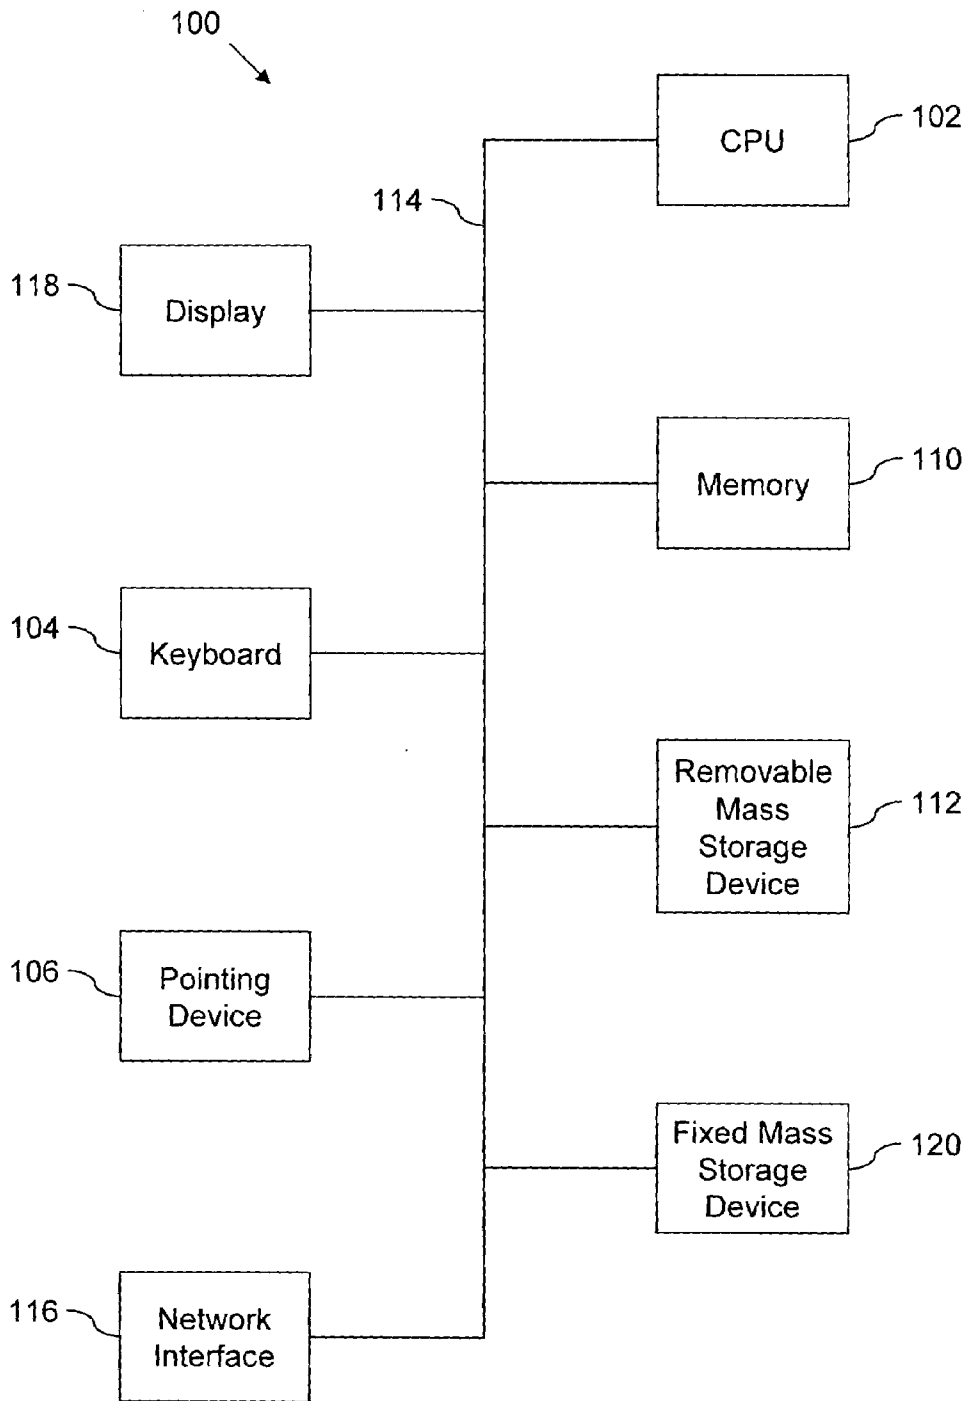 100
CPU
102
114
118
Display
Memory
110
104
Keyboard
Removable
Mass
Storage
Device
112
106
Pointing
Device
Fixed Mass
Storage
Device
120
116
Network
Interface